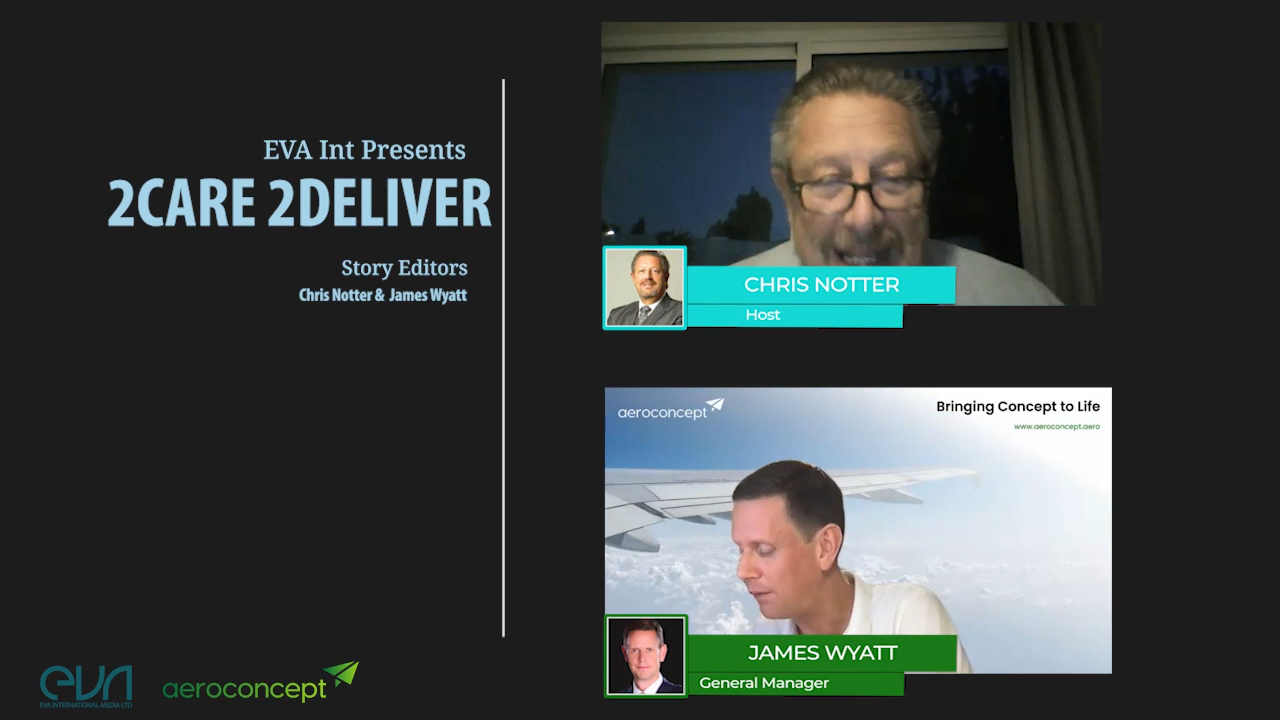 EVA Int Presents
2CARE 2DELIVER
Story Editors
Chris Notter & James Wyatt
CHRIS NOTTER
Host
aeroconcept
Bringing Concept to Life
www.aeroconcept.aero
JAMES WYATT
General Manager
eva
EVA INTERNATIONAL MEDIA LTD
aeroconcept